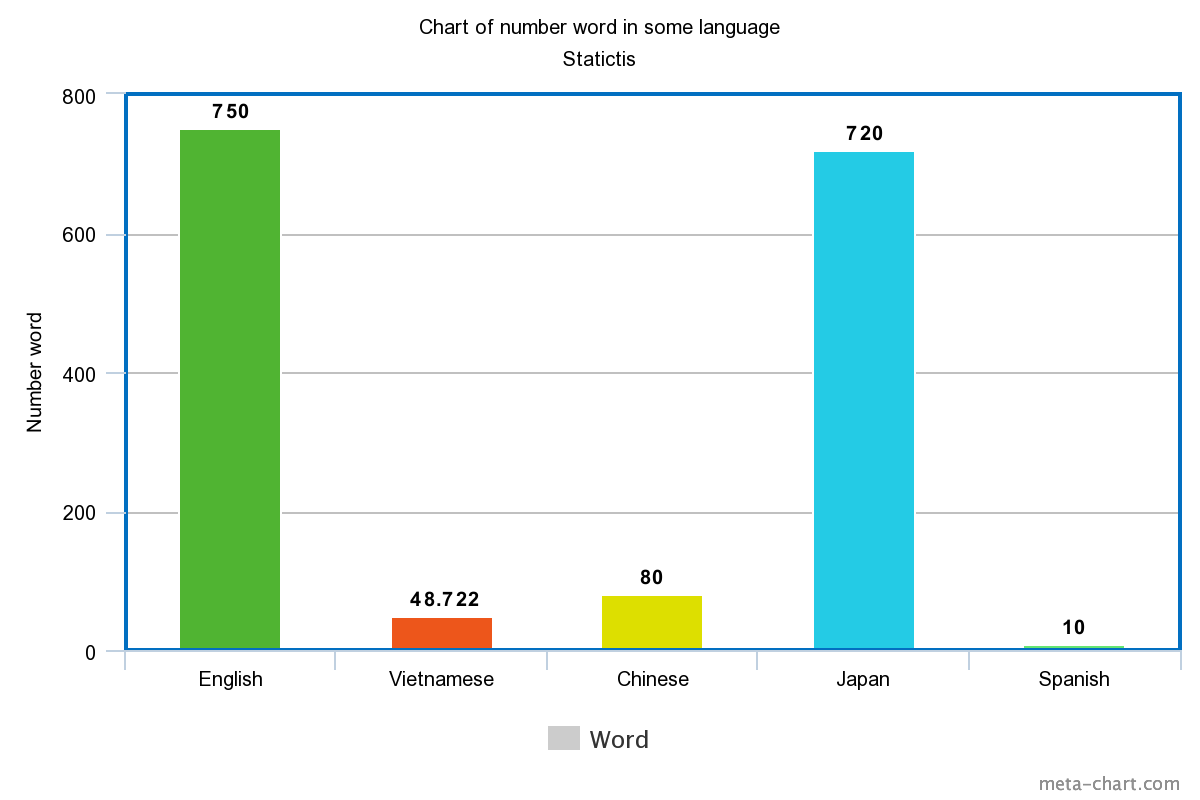 Chart of number word in some language
Statictis
800
600
400
200
0
Number word
750
48.722
80
720
10
English
Vietnamese
Chinese
Japan
Spanish
Word
meta-chart.com